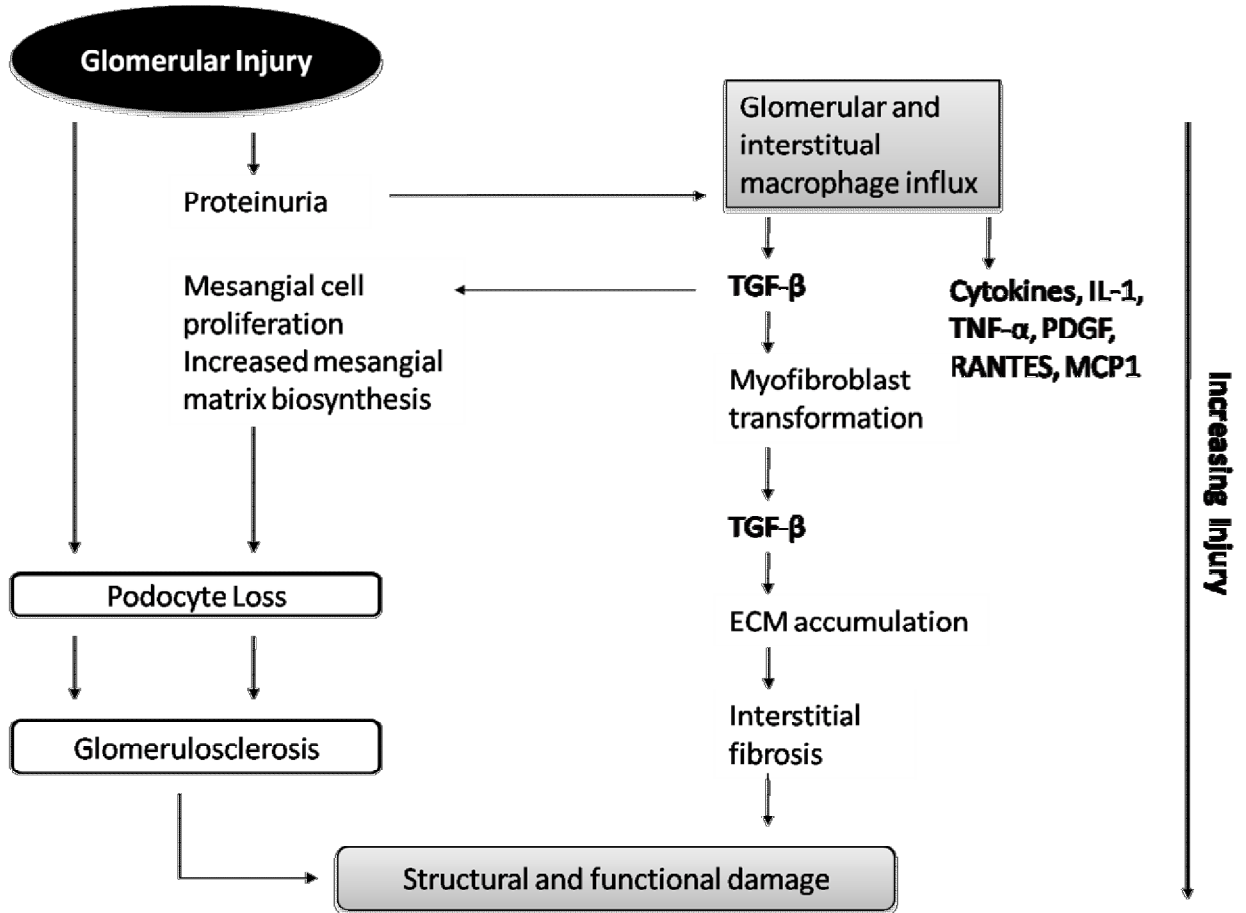 Glomerular Injury
Proteinuria
Mesangial cell
proliferation
Increased mesangial
matrix biosynthesis
Podocyte Loss
Glomerulosclerosis
Glomerular and
interstitual
macrophage influx
TGF-β
Cytokines, IL-1,
TNF-α, PDGF,
RANTES, MCP1
Myofibroblast
transformation
TGF-β
ECM accumulation
Interstitial
fibrosis
Structural and functional damage
Increasing Injury